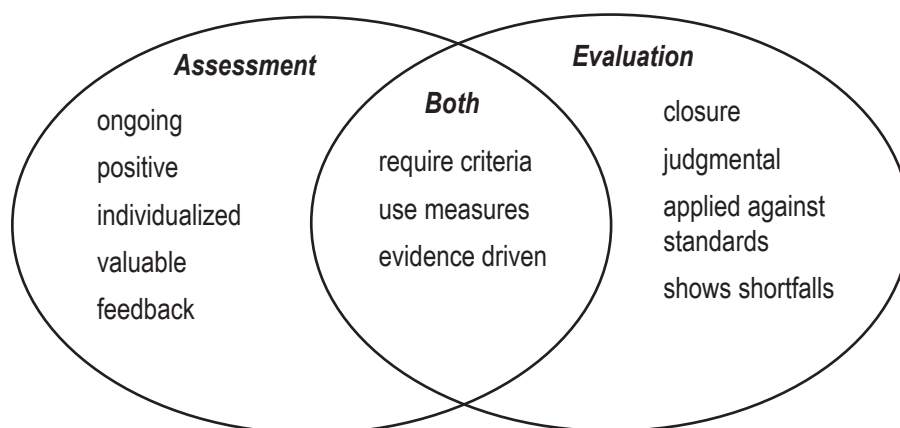 Assessment
ongoing
positive
individualized
valuable
feedback
Both
require criteria
use measures
evidence driven
Evaluation
closure
judgmental
applied against
standards
shows shortfalls